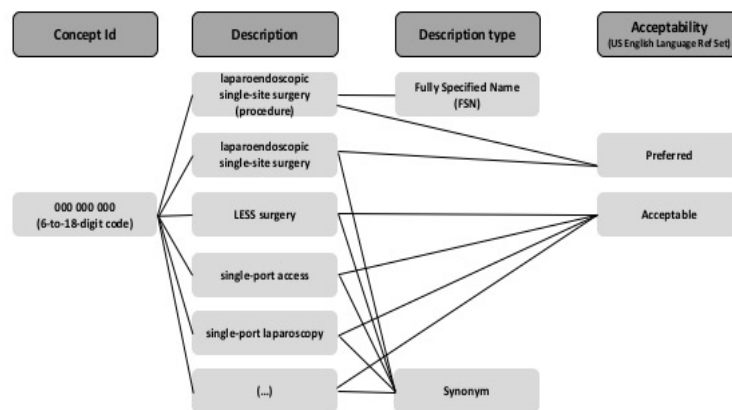 Concept Id
Description
Description type
Acceptability
(US English Language Ref Set)
laparoendoscopic
single-site surgery
(procedure)
Fully Specified Name
(FSN)
laparoendoscopic
single-site surgery
Preferred
000 000 000
(6-to-18-digit code)
LESS surgery
Acceptable
single-port access
single-port laparoscopy
(...)
Synonym